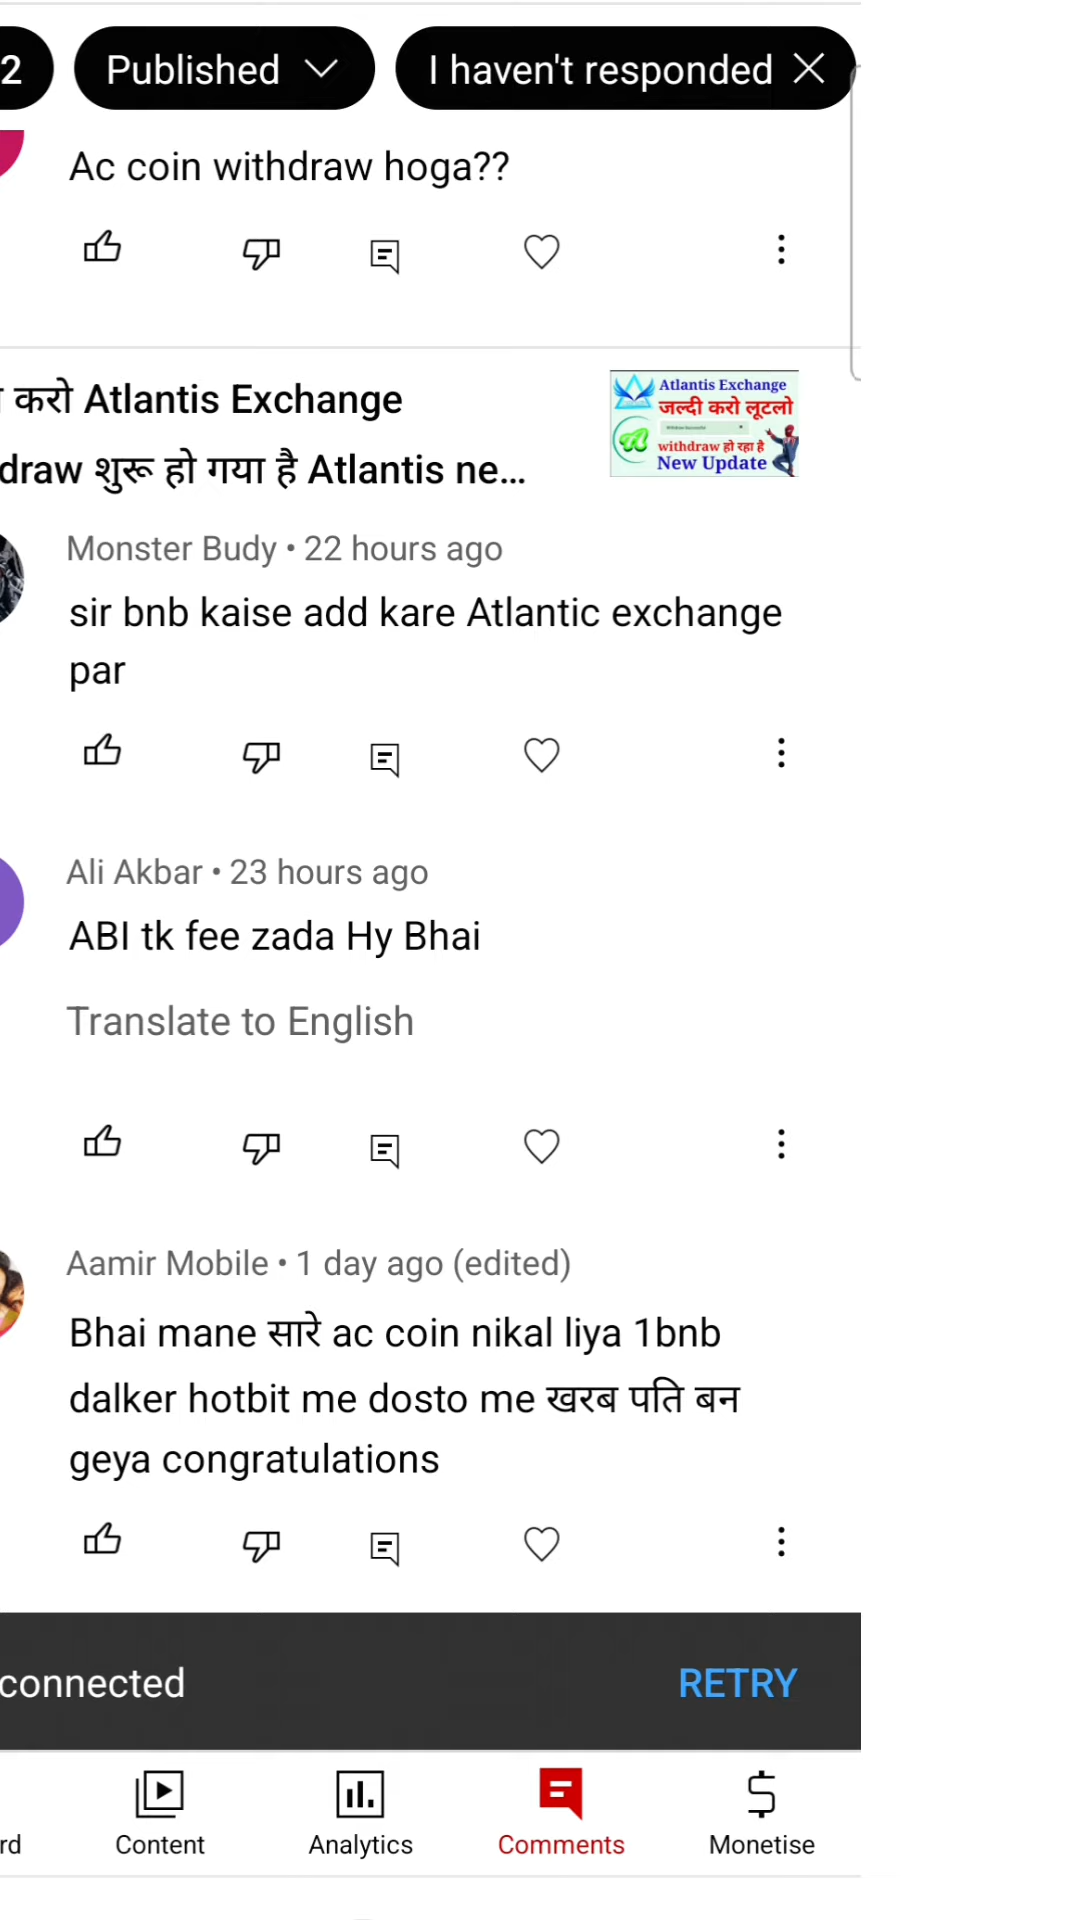 2 Published I haven't responded
Ac coin withdraw hoga??
करो Atlantis Exchange
draw शुरू हो गया है Atlantis ne...
Atlantis Exchange
जल्दी करो लूटलो
withdraw हो रहा है
New Update
Monster Budy • 22 hours ago
sir bnb kaise add kare Atlantic exchange
par
Ali Akbar • 23 hours ago
ABI tk fee zada Hy Bhai
Translate to English
Aamir Mobile • 1 day ago (edited)
Bhai mane सारे ac coin nikal liya 1bnb
dalker hotbit me dosto me खरब पति बन
geya congratulations
connected RETRY
rd Content Analytics Comments Monetise